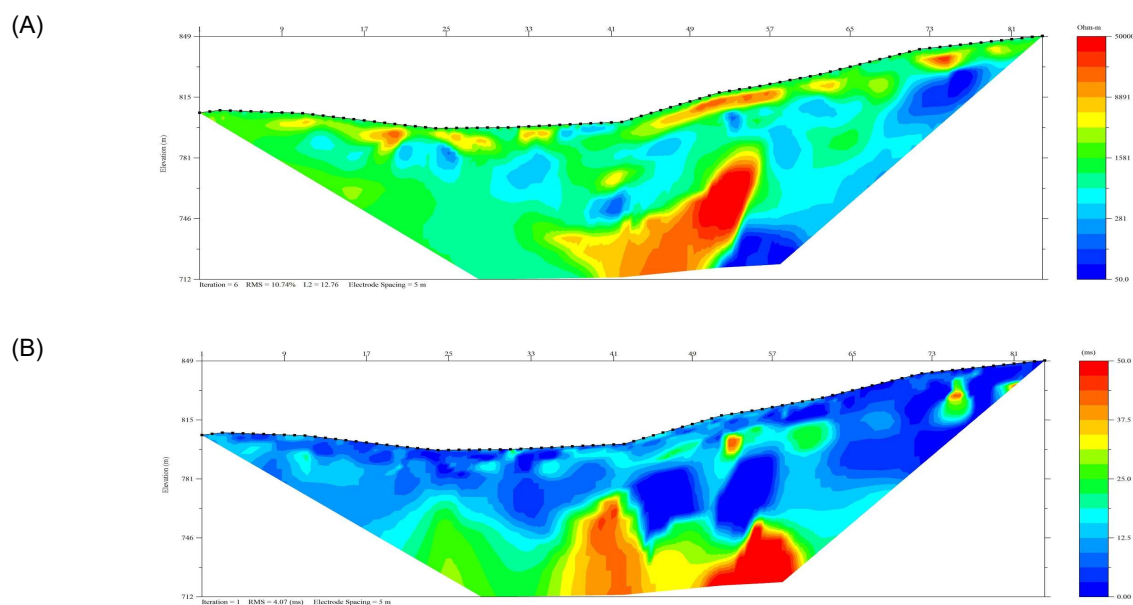 (A)
1 9 17 25 33 41 49 57 65 73 81
Ohm-m
849
815
781
746
712
Elevation (m)
50000
8891
1581
281
50.0
Iteration = 6 RMS = 10.74% L2 = 12.76 Electrode Spacing = 5 m
(B)
1 9 17 25 33 41 49 57 65 73 81
(ms)
849
815
781
746
712
Elevation (m)
50.0
37.5
25.0
12.5
0.00
Iteration = 1 RMS = 4.07 (ms) Electrode Spacing = 5 m